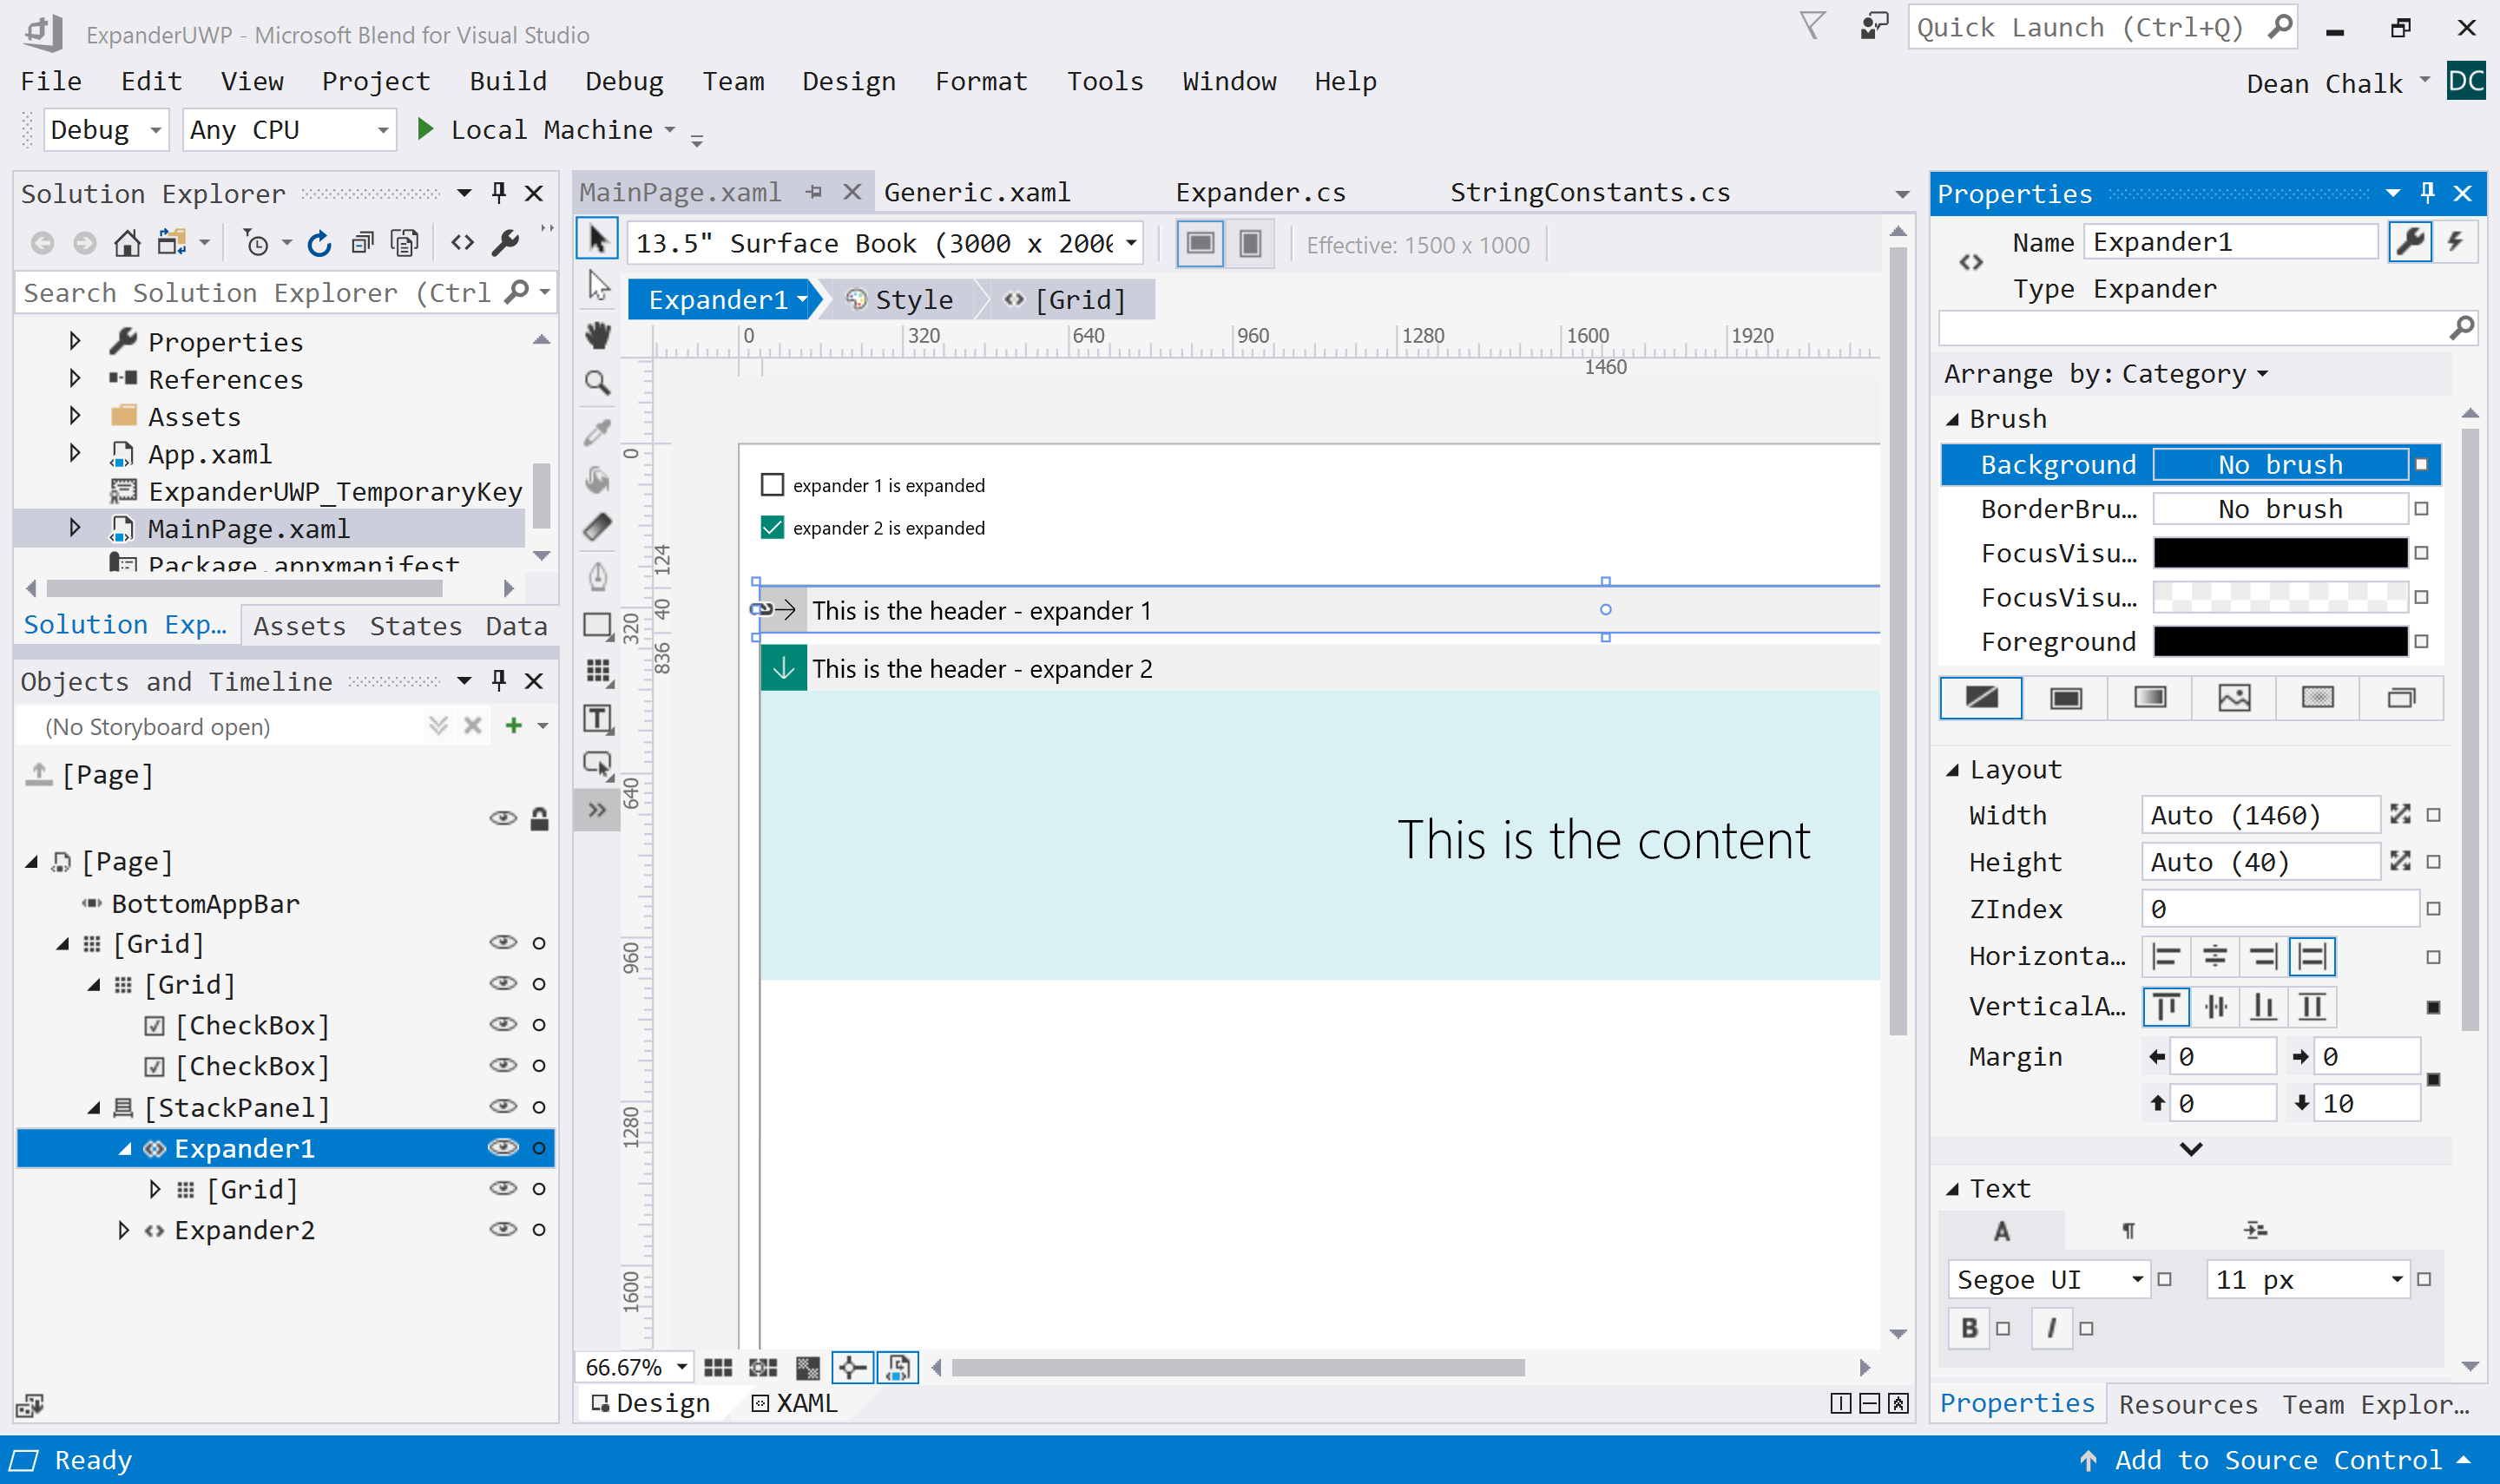 ExpanderUWP - Microsoft Blend for Visual Studio
Quick Launch (Ctrl+Q)
File Edit View Project Build Debug Team Design Format Tools Window Help
Dean Chalk DC
Debug Any CPU Local Machine
Solution Explorer
Search Solution Explorer (Ctrl
Properties
References
Assets
App.xaml
ExpanderUWP_TemporaryKey
MainPage.xaml
Package.appxmanifest
Solution Exp... Assets States Data
Objects and Timeline
(No Storyboard open)
[Page]
[Page]
BottomAppBar
[Grid]
[Grid]
[CheckBox]
[CheckBox]
[StackPanel]
Expander1
[Grid]
Expander2
MainPage.xaml Generic.xaml Expander.cs StringConstants.cs
13.5" Surface Book (3000 x 2000
Effective: 1500 x 1000
Expander1 Style [Grid]
0 320 640 960 1280 1600 1920
1460
0
124
40
320
836
640
960
1280
1600
expander 1 is expanded
expander 2 is expanded
This is the header - expander 1
This is the header - expander 2
This is the content
66.67%
Design XAML
Properties
Name Expander1
Type Expander
Arrange by: Category
Brush
Background No brush
BorderBru... No brush
FocusVisu...
FocusVisu...
Foreground
Layout
Width Auto (1460)
Height Auto (40)
ZIndex 0
Horizonta...
VerticalA...
Margin 0 0
0 10
Text
A ¶
Segoe UI 11 px
B I
Properties Resources Team Explor...
Ready
Add to Source Control